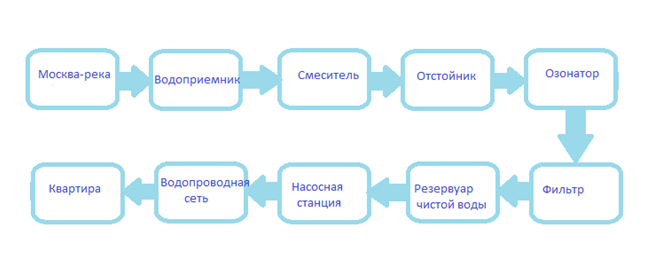 Москва-река
Водоприемник
Смеситель
Отстойник
Озонатор
Квартира
Водопроводная
сеть
Насосная
станция
Резервуар
чистой воды
Фильтр